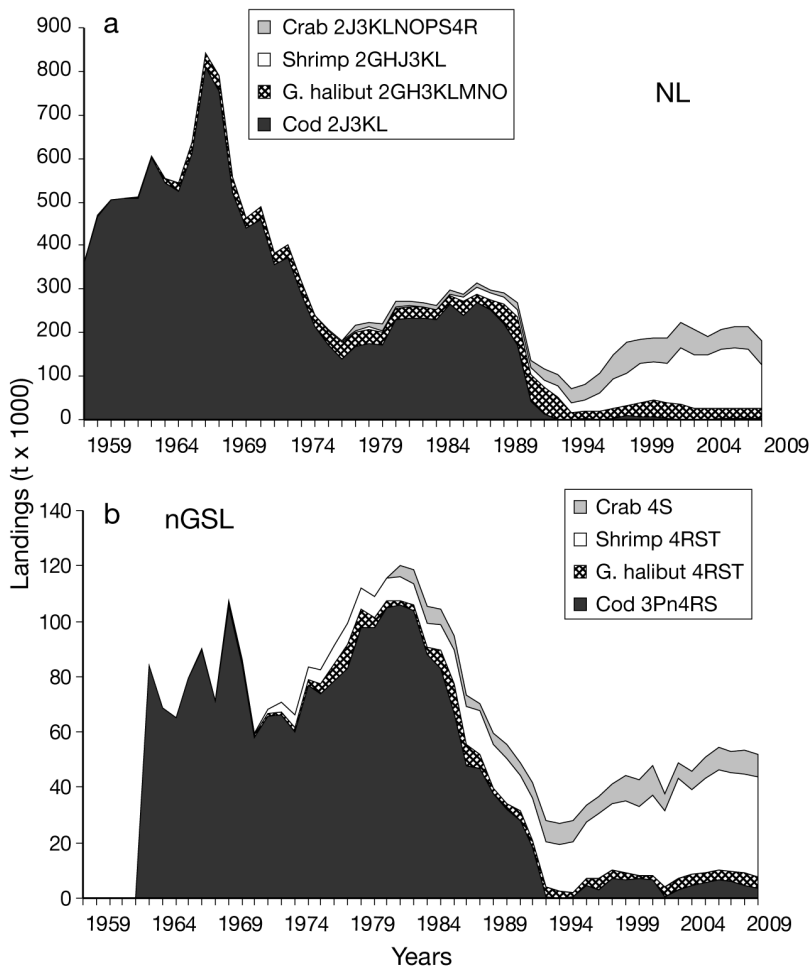 a
NL
Crab 2J3KLNOPS4R
Shrimp 2GHJ3KL
G. halibut 2GH3KLMNO
Cod 2J3KL
900
800
700
600
500
400
300
200
100
0
1959 1964 1969 1974 1979 1984 1989 1994 1999 2004 2009
Landings (t x 1000)
b
nGSL
Crab 4S
Shrimp 4RST
G. halibut 4RST
Cod 3Pn4RS
140
120
100
80
60
40
20
0
1959 1964 1969 1974 1979 1984 1989 1994 1999 2004 2009
Years